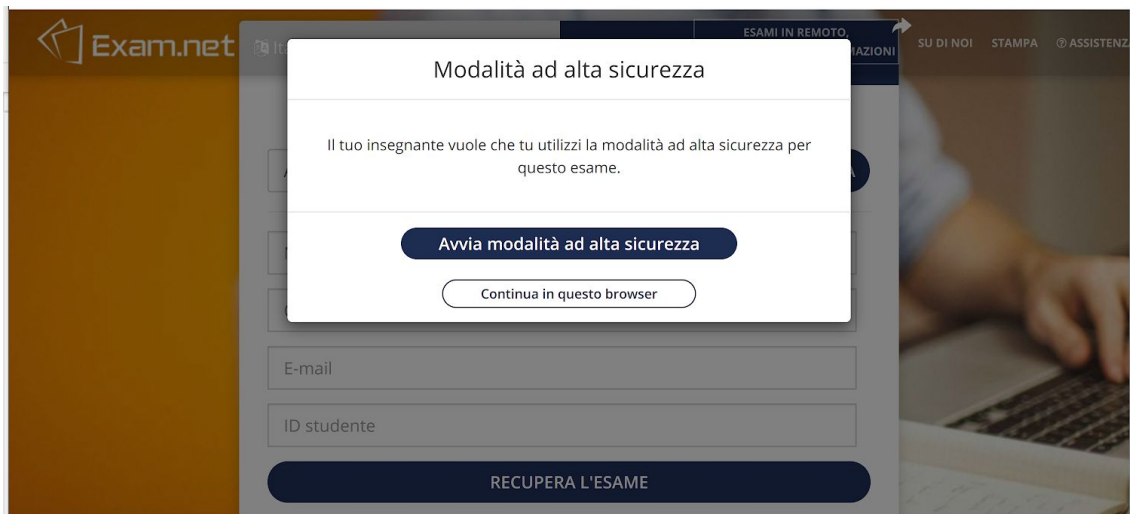 Exam.net
ESAMI IN REMOTO,
SU DI NOI
STAMPA
ASSISTENZ
Modalità ad alta sicurezza
Il tuo insegnante vuole che tu utilizzi la modalità ad alta sicurezza per
questo esame.
Avvia modalità ad alta sicurezza
Continua in questo browser
E-mail
ID studente
RECUPERA L'ESAME